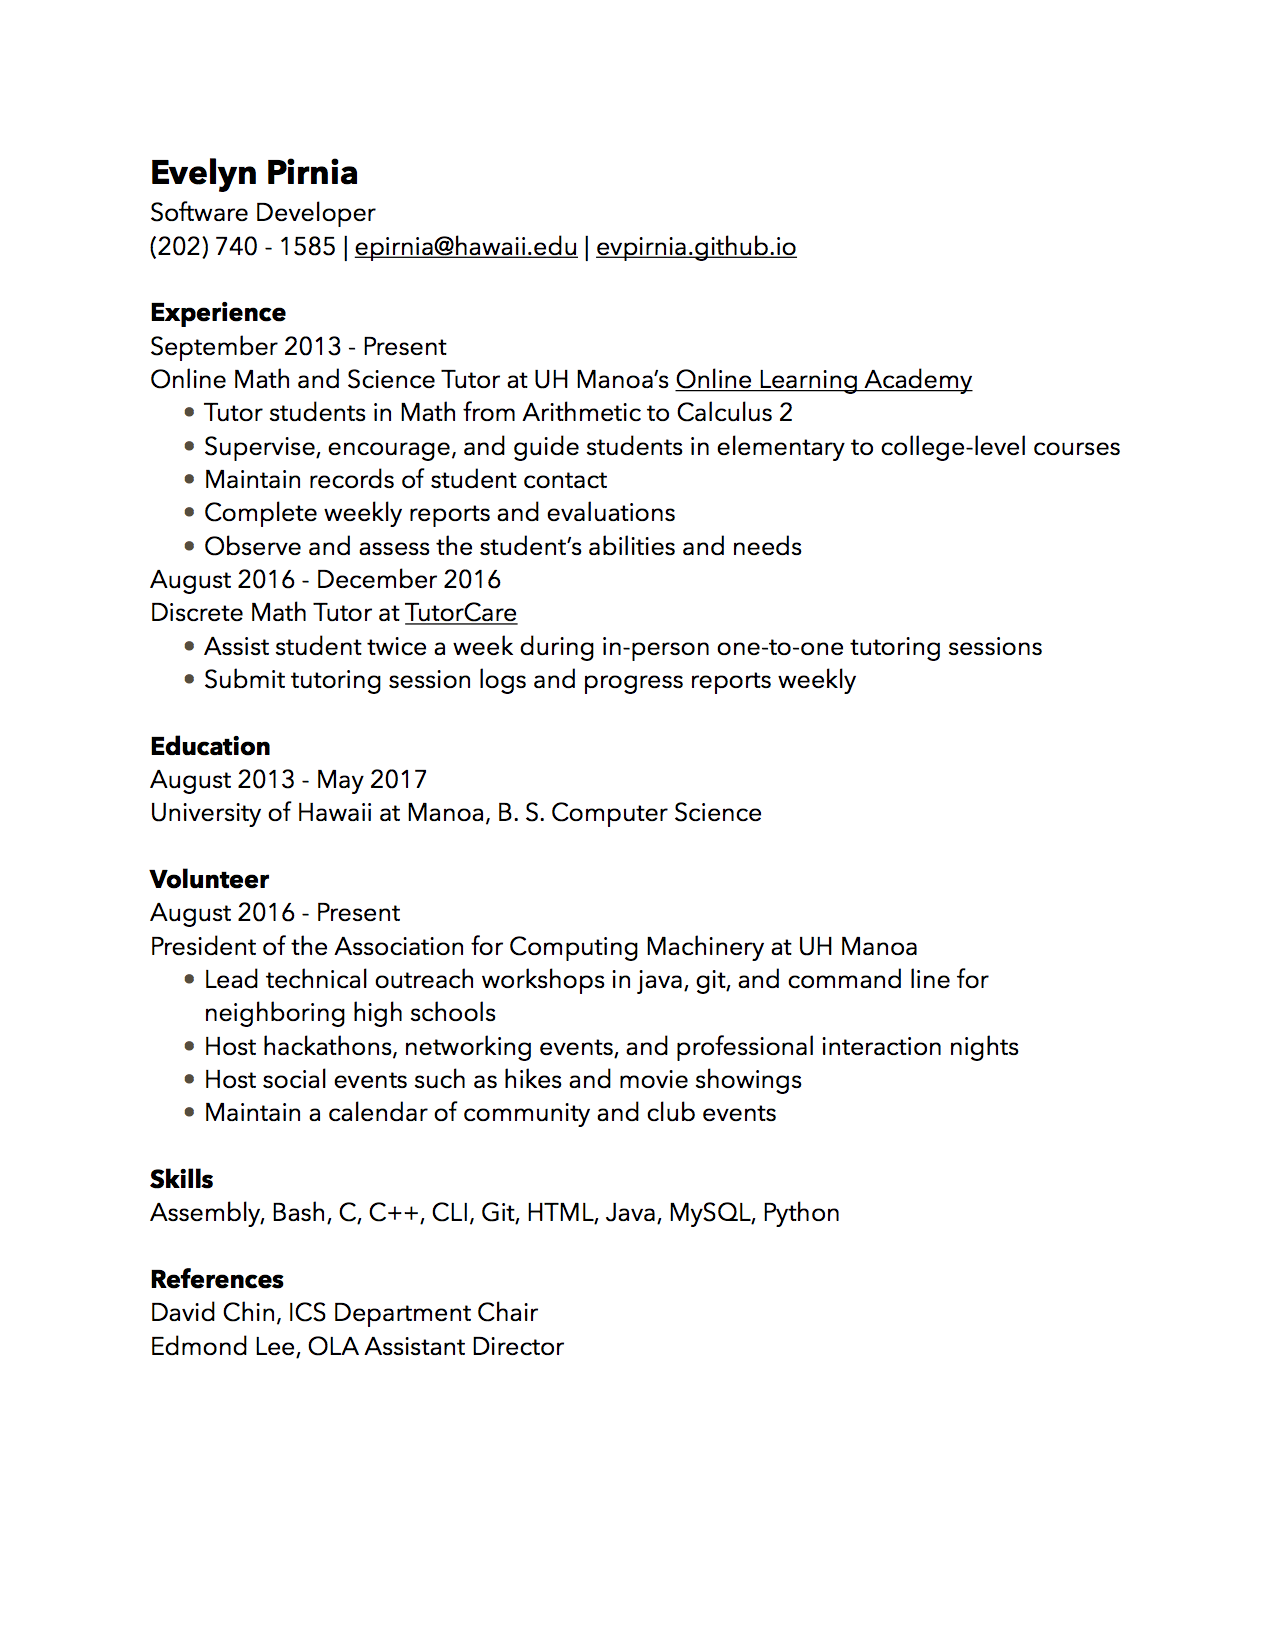 Evelyn Pirnia
Software Developer
(202) 740 - 1585 | epirnia@hawaii.edu | evpirnia.github.io
Experience
September 2013 - Present
Online Math and Science Tutor at UH Manoa’s Online Learning Academy
• Tutor students in Math from Arithmetic to Calculus 2
• Supervise, encourage, and guide students in elementary to college-level courses
• Maintain records of student contact
• Complete weekly reports and evaluations
• Observe and assess the student’s abilities and needs
August 2016 - December 2016
Discrete Math Tutor at TutorCare
• Assist student twice a week during in-person one-to-one tutoring sessions
• Submit tutoring session logs and progress reports weekly
Education
August 2013 - May 2017
University of Hawaii at Manoa, B. S. Computer Science
Volunteer
August 2016 - Present
President of the Association for Computing Machinery at UH Manoa
• Lead technical outreach workshops in java, git, and command line for
neighboring high schools
• Host hackathons, networking events, and professional interaction nights
• Host social events such as hikes and movie showings
• Maintain a calendar of community and club events
Skills
Assembly, Bash, C, C++, CLI, Git, HTML, Java, MySQL, Python
References
David Chin, ICS Department Chair
Edmond Lee, OLA Assistant Director